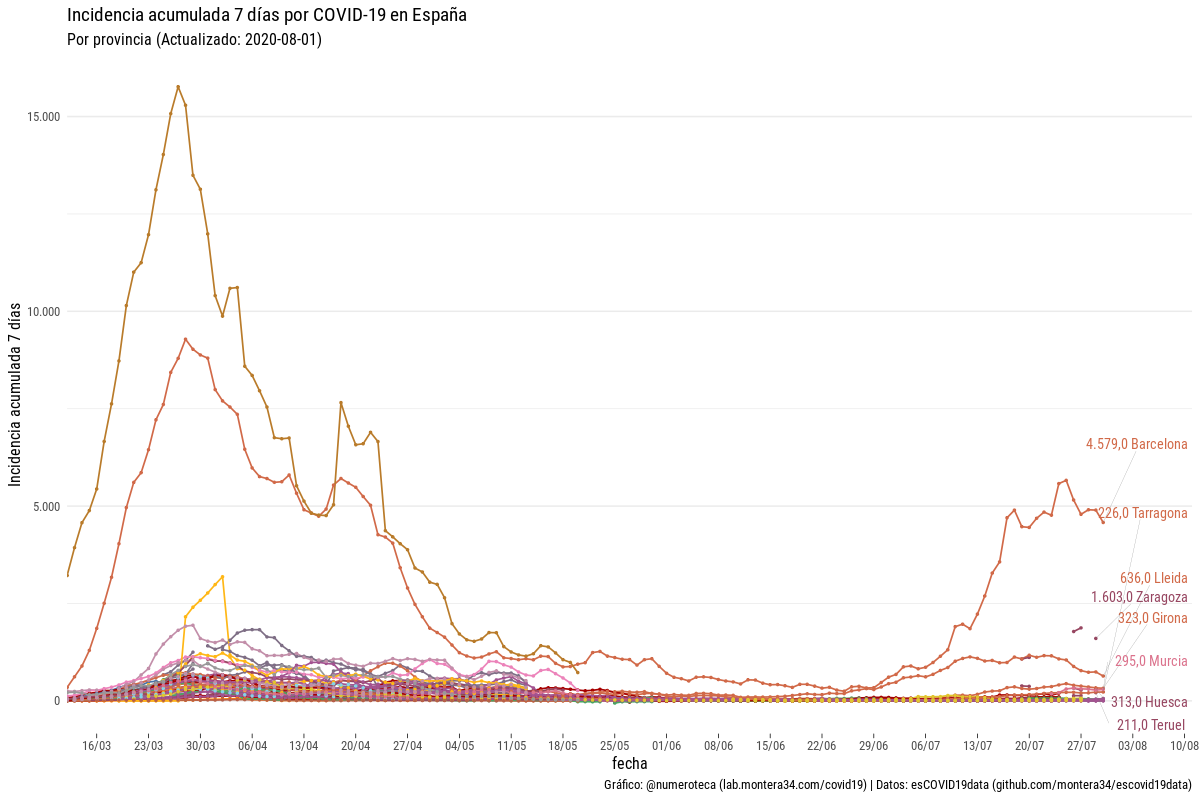 Incidencia acumulada 7 días por COVID-19 en España
Por provincia (Actualizado: 2020-08-01)
Incidencia acumulada 7 días
15.000
10.000
5.000
0
4.579,0 Barcelona
226,0 Tarragona
636,0 Lleida
1.603,0 Zaragoza
323,0 Girona
295,0 Murcia
313,0 Huesca
211,0 Teruel
16/03 23/03 30/03 06/04 13/04 20/04 27/04 04/05 11/05 18/05 25/05 01/06 08/06 15/06 22/06 29/06 06/07 13/07 20/07 27/07 03/08 10/08
fecha
Gráfico: @numeroteca (lab.montera34.com/covid19) | Datos: esCOVID19data (github.com/montera34/escovid19data)